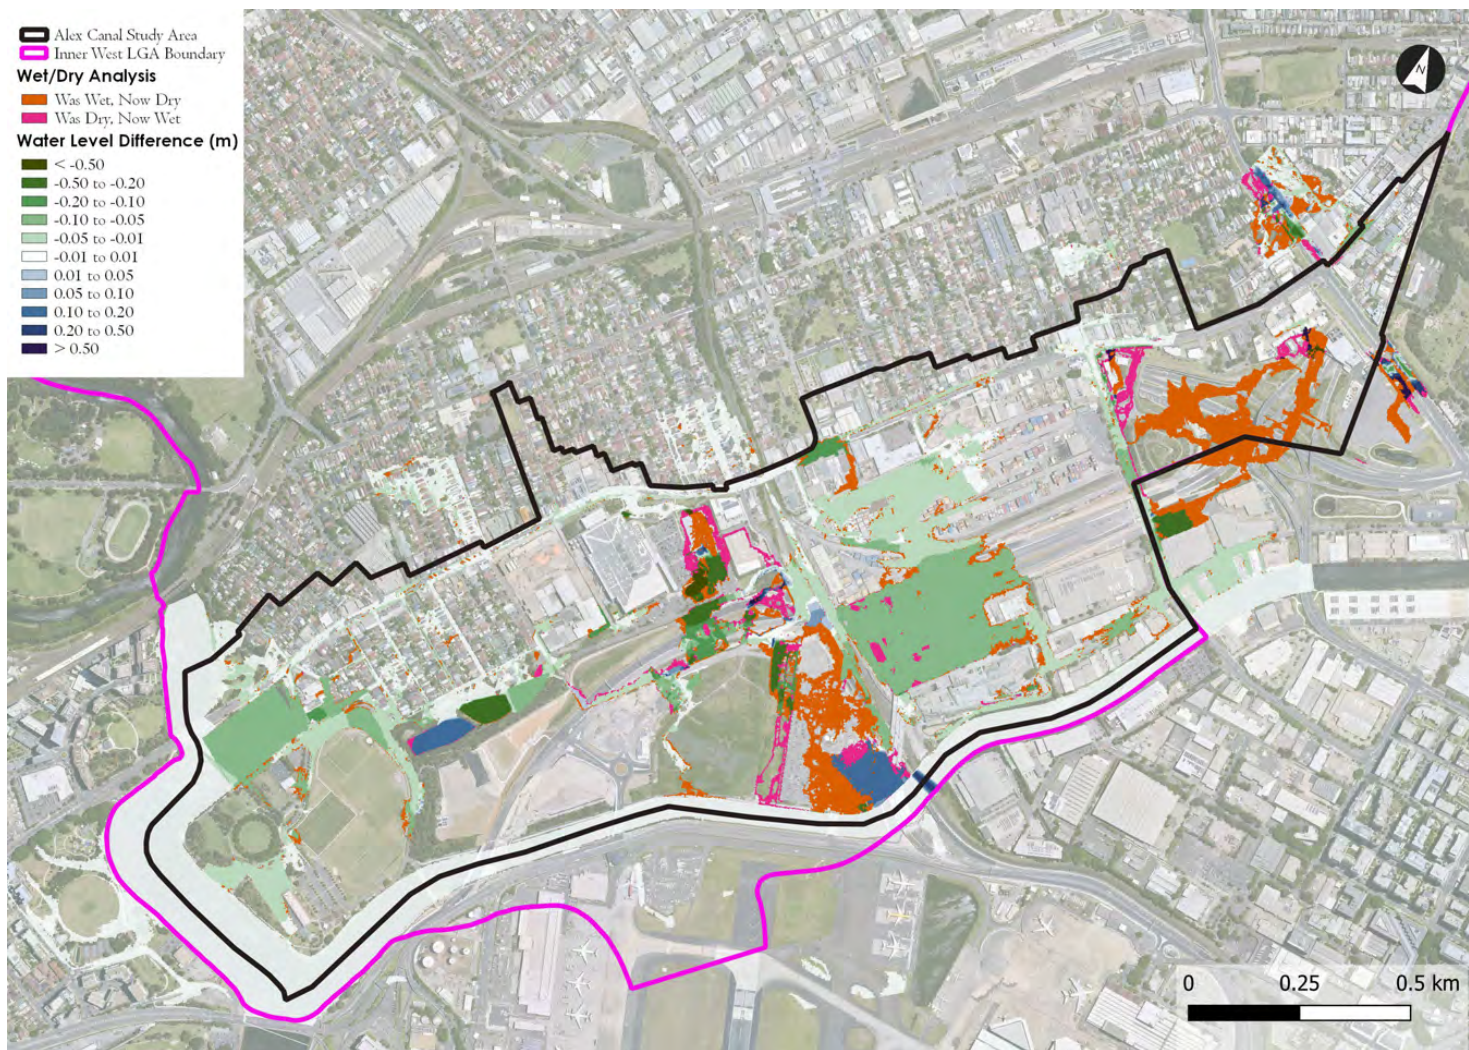 Alex Canal Study Area
Inner West LGA Boundary
Wet/Dry Analysis
Was Wet, Now Dry
Was Dry, Now Wet
Water Level Difference (m)
< -0.50
-0.50 to -0.20
-0.20 to -0.10
-0.10 to -0.05
-0.05 to -0.01
-0.01 to 0.01
0.01 to 0.05
0.05 to 0.10
0.10 to 0.20
0.20 to 0.50
> 0.50
N
0 0.25 0.5 km